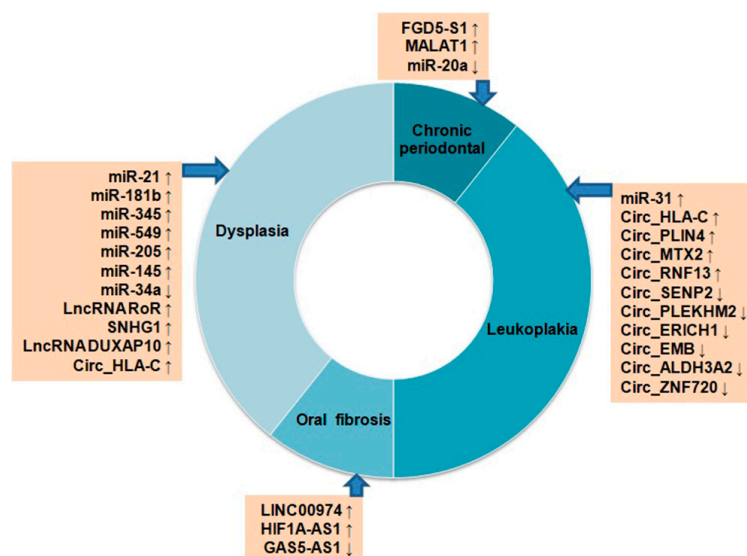 FGD5-S1 ↑
MALAT1 ↑
miR-20a ↓
Chronic
periodontal
miR-21 ↑
miR-181b ↑
miR-345 ↑
miR-549 ↑
miR-205 ↑
miR-145 ↑
miR-34a ↓
LncRNARoR ↑
SNHG1 ↑
LncRNADUXAP10 ↑
Circ_HLA-C ↑
Dysplasia
Leukoplakia
miR-31 ↑
Circ_HLA-C ↑
Circ_PLIN4 ↑
Circ_MTX2 ↑
Circ_RNF13 ↑
Circ_SENP2 ↓
Circ_PLEKHM2 ↓
Circ_ERICH1 ↓
Circ_EMB ↓
Circ_ALDH3A2 ↓
Circ_ZNF720 ↓
Oral fibrosis
LINC00974 ↑
HIF1A-AS1 ↑
GAS5-AS1 ↓